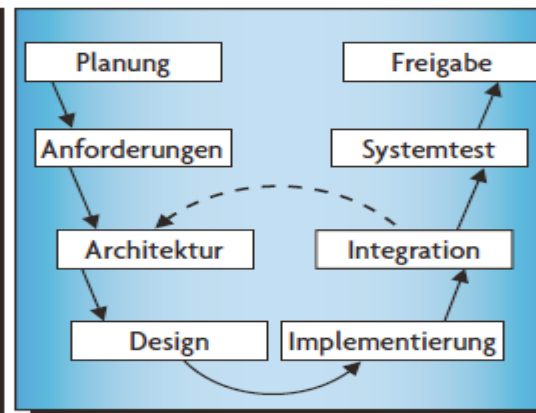 Planung
Freigabe
Anforderungen
Systemtest
Architektur
Integration
Design
Implementierung